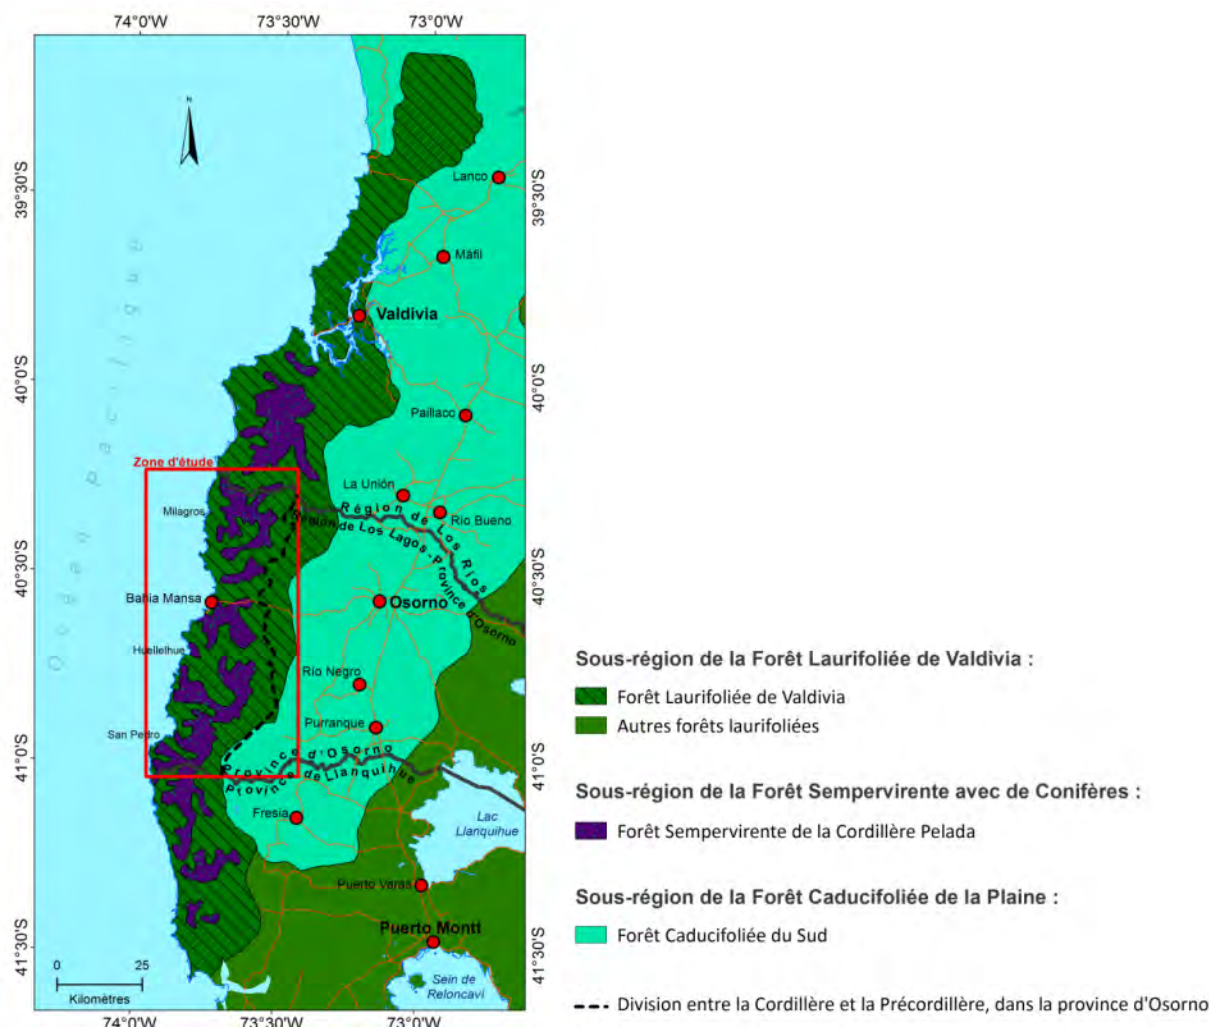 74°0'W 73°30'W 73°0'W
N
39°30'S 39°30'S
Lanco
Máfil
Valdivia
Océan pacifique
40°0'S 40°0'S
Paillaco
Zone d'étude
La Unión
Milagros
Río Bueno
Région de Los Ríos
Région de Los Lagos - Province d'Osorno
40°30'S 40°30'S
Bahía Mansa
Osorno
Huellelhue
Río Negro
Purranque
San Pedro
41°0'S 41°0'S
Province d'Osorno
Province de Llanquihue
Fresia
Lac
Llanquihue
Puerto Varas
Puerto Montt
41°30'S 41°30'S
Sein de
Reloncaví
0 25
Kilomètres
74°0'W 73°30'W 73°0'W
Sous-région de la Forêt Laurifoliée de Valdivia :
Forêt Laurifoliée de Valdivia
Autres forêts laurifoliées
Sous-région de la Forêt Sempervirente avec de Conifères :
Forêt Sempervirente de la Cordillère Pelada
Sous-région de la Forêt Caducifoliée de la Plaine :
Forêt Caducifoliée du Sud
Division entre la Cordillère et la Précordillère, dans la province d'Osorno